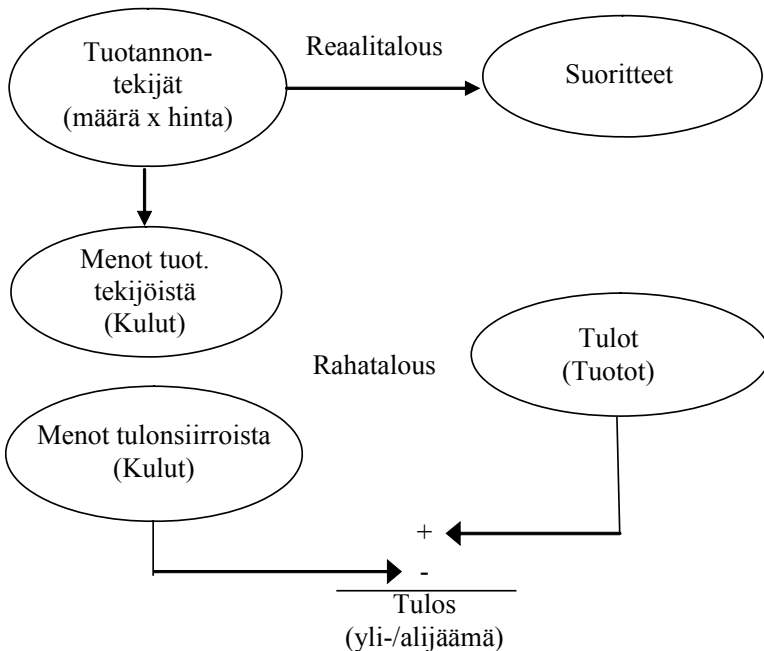 Tuotannon-
tekijät
(määrä x hinta)
Reaalitalous
Suoritteet
Menot tuot.
tekijöistä
(Kulut)
Rahatalous
Tulot
(Tuotot)
Menot tulonsiirroista
(Kulut)
+
-
Tulos
(yli-/alijäämä)